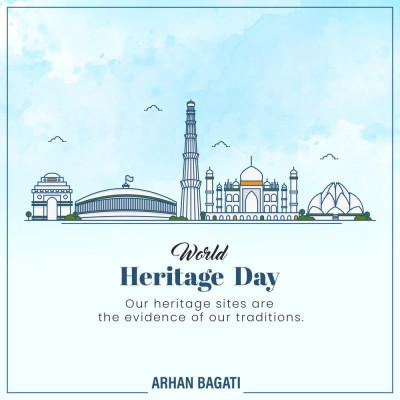 World
Heritage Day
Our heritage sites are
the evidence of our traditions.
ARHAN BAGATI